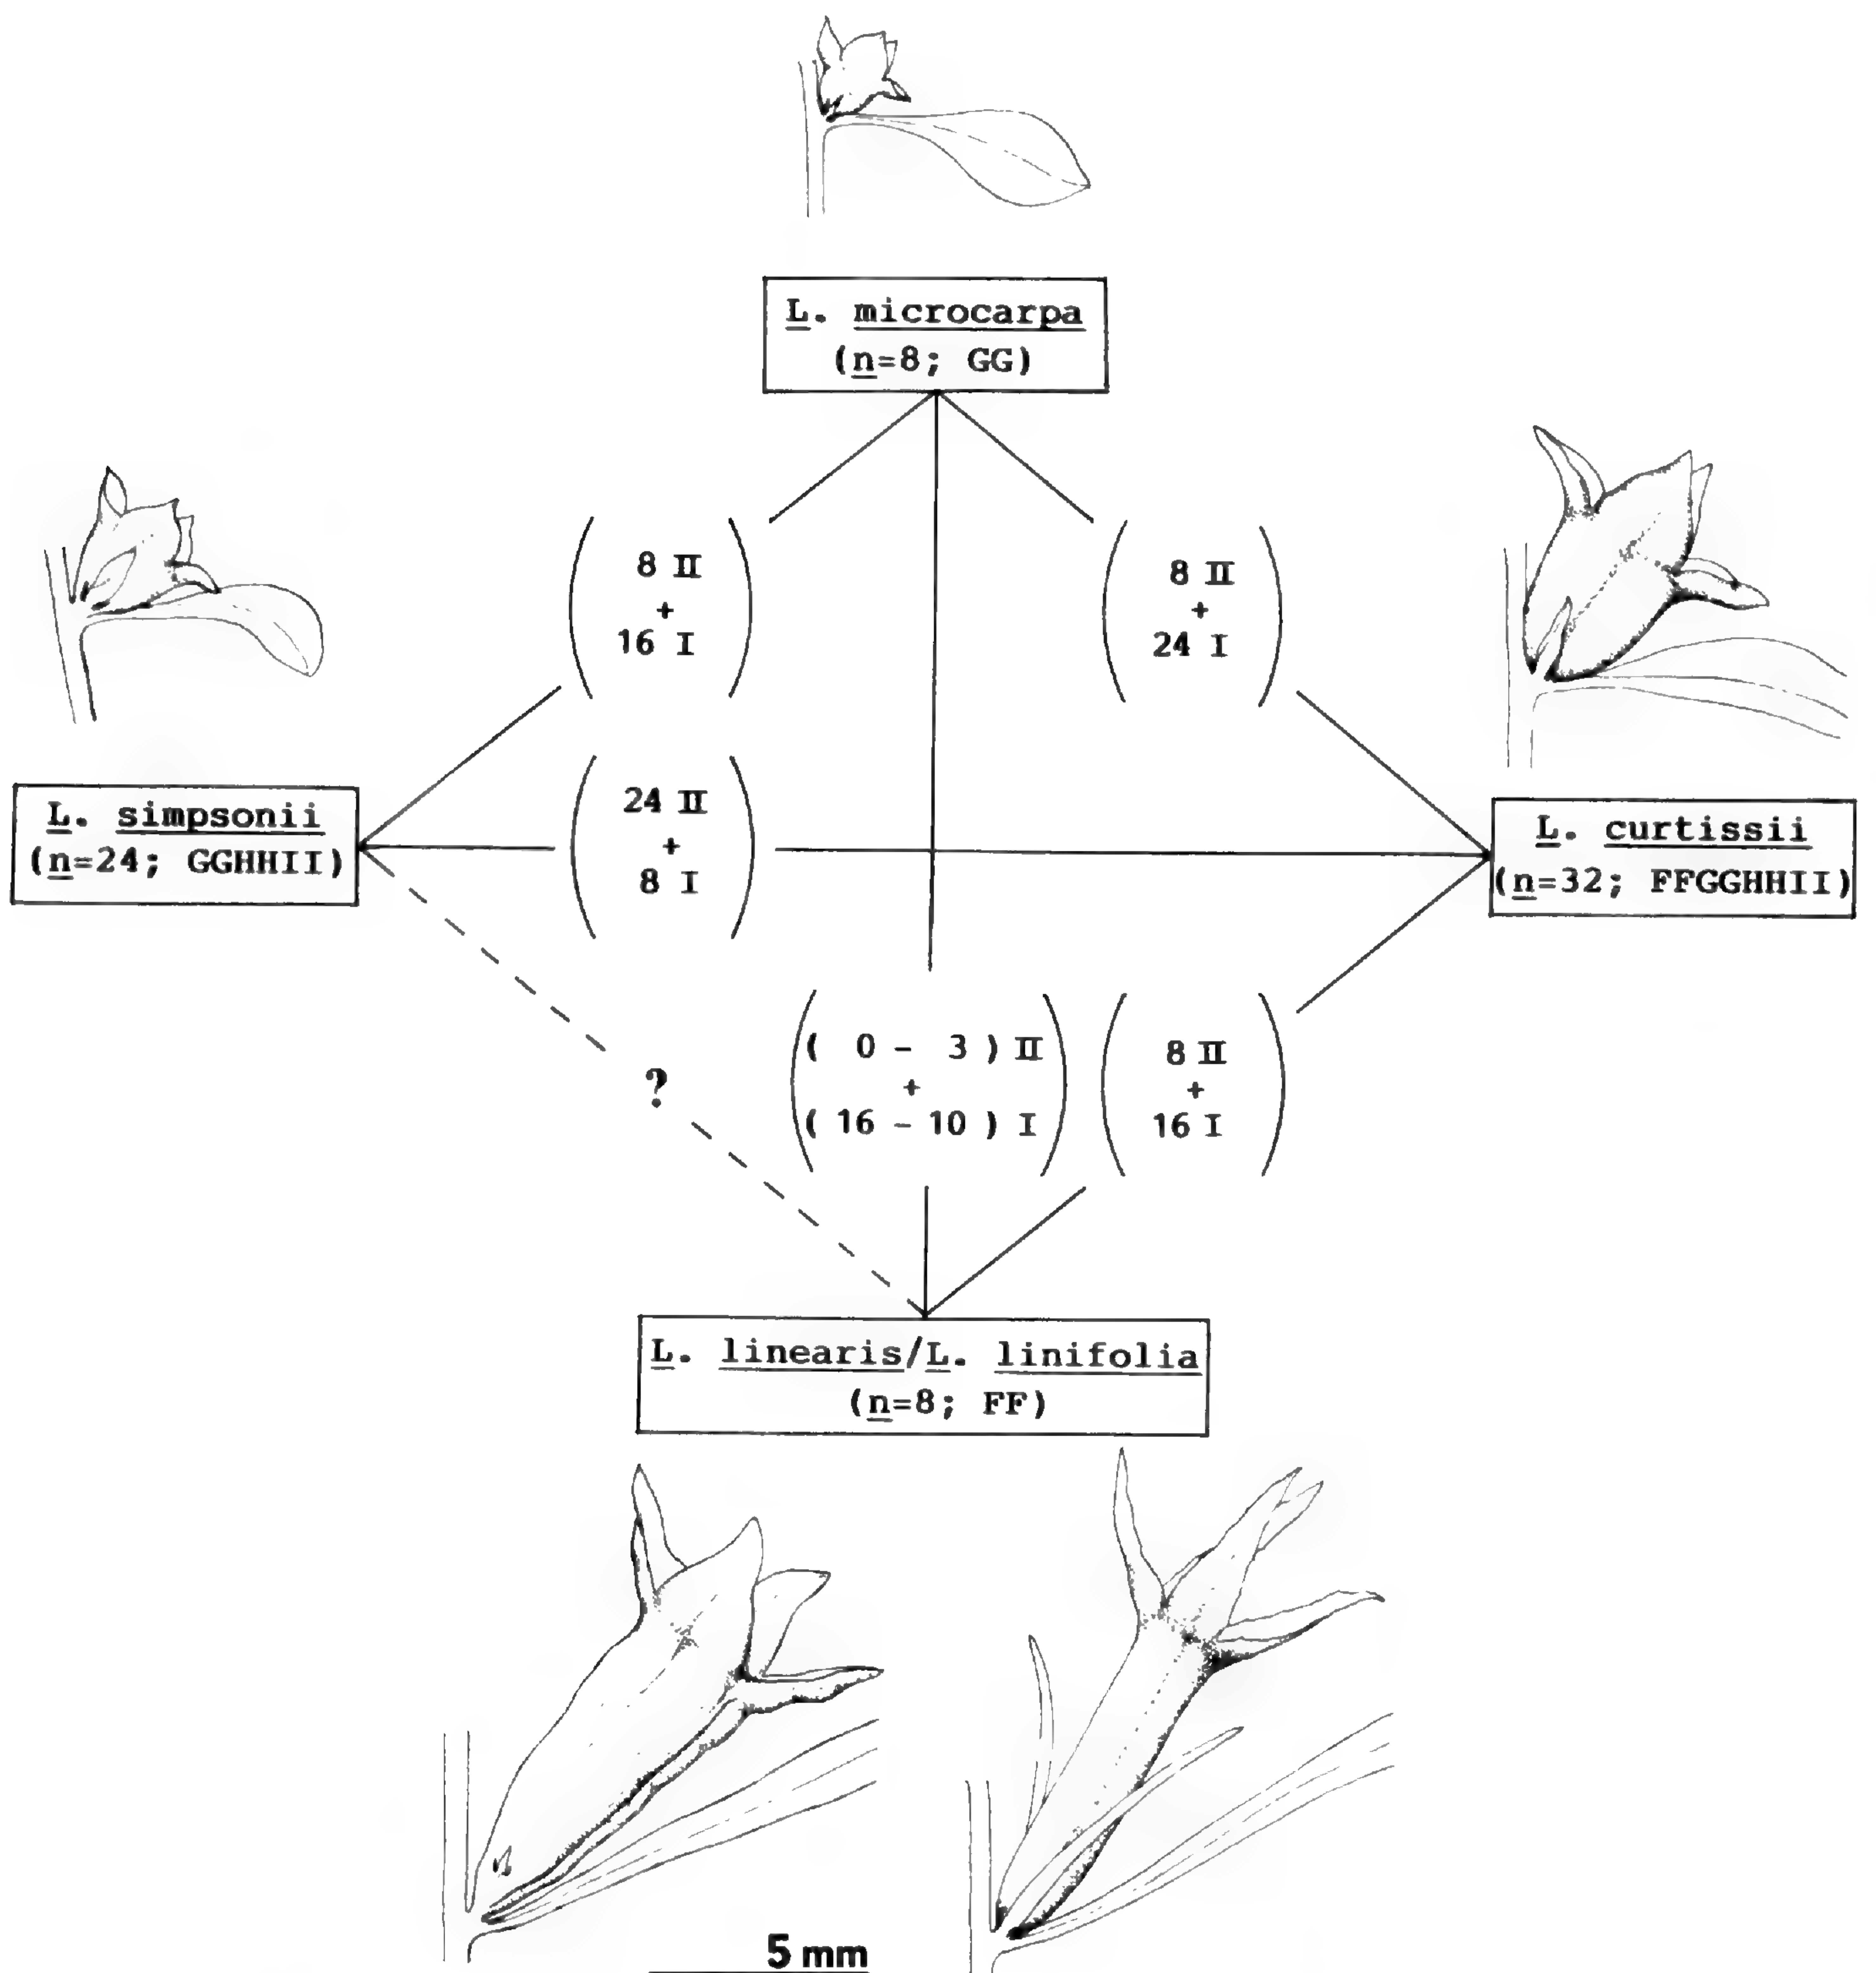 L. microcarpa
(n=8; GG)
8 II
+
16 I
8 II
+
24 I
L. simpsonii
(n=24; GGHHII)
24 II
+
8 I
L. curtissii
(n=32; FFGGHHII)
( 0 - 3 ) II
+
( 16 - 10 ) I
8 II
+
16 I
?
L. linearis/L. linifolia
(n=8; FF)
5 mm